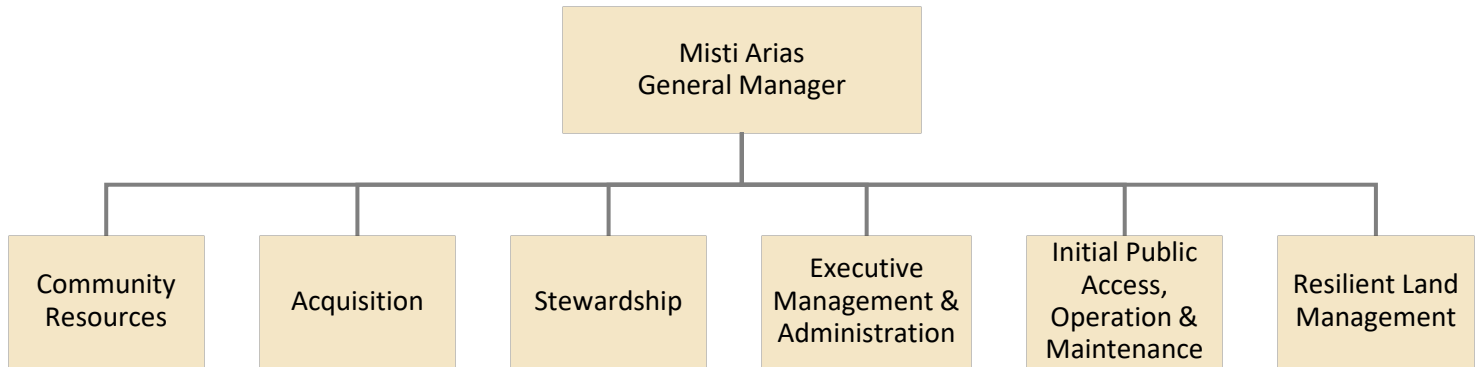 Misti Arias
General Manager
Community
Resources
Acquisition
Stewardship
Executive
Management &
Administration
Initial Public
Access,
Operation &
Maintenance
Resilient Land
Management